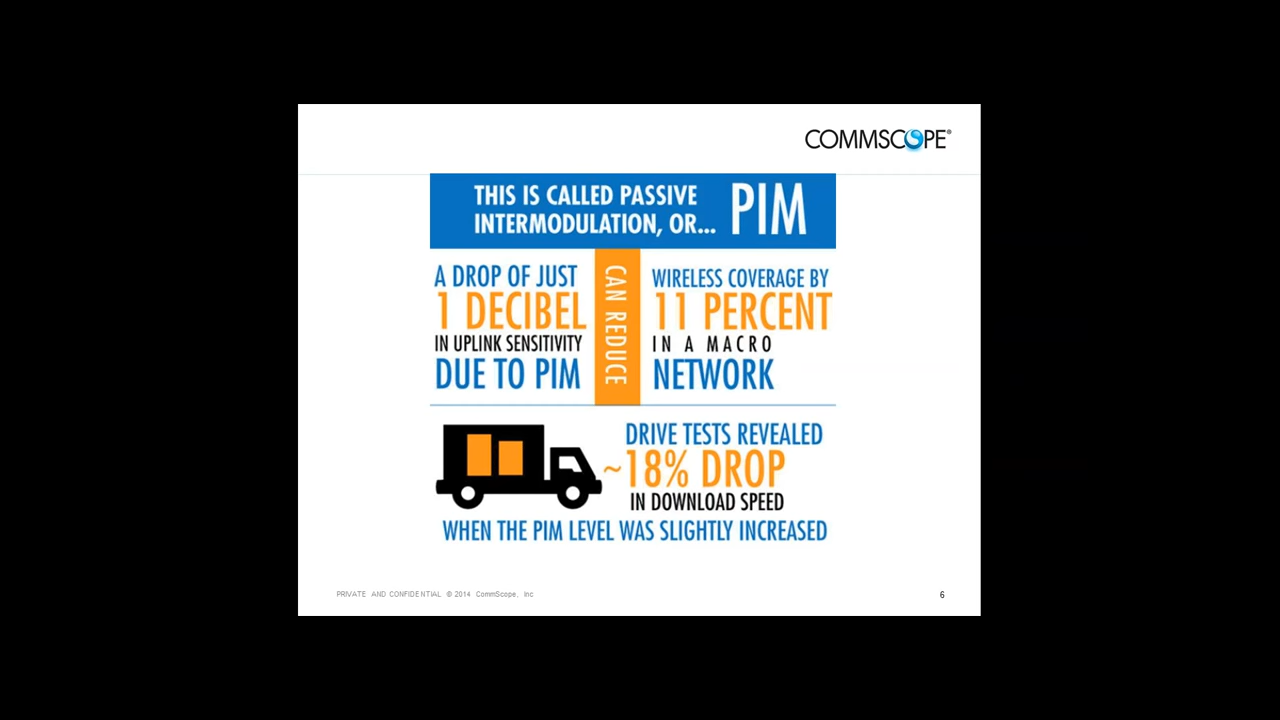 COMMSCOPE®
THIS IS CALLED PASSIVE
INTERMODULATION, OR... PIM
A DROP OF JUST
1 DECIBEL
IN UPLINK SENSITIVITY
DUE TO PIM
CAN REDUCE
WIRELESS COVERAGE BY
11 PERCENT
IN A MACRO
NETWORK
DRIVE TESTS REVEALED
~18% DROP
IN DOWNLOAD SPEED
WHEN THE PIM LEVEL WAS SLIGHTLY INCREASED
PRIVATE AND CONFIDENTIAL © 2014 CommScope, Inc
6